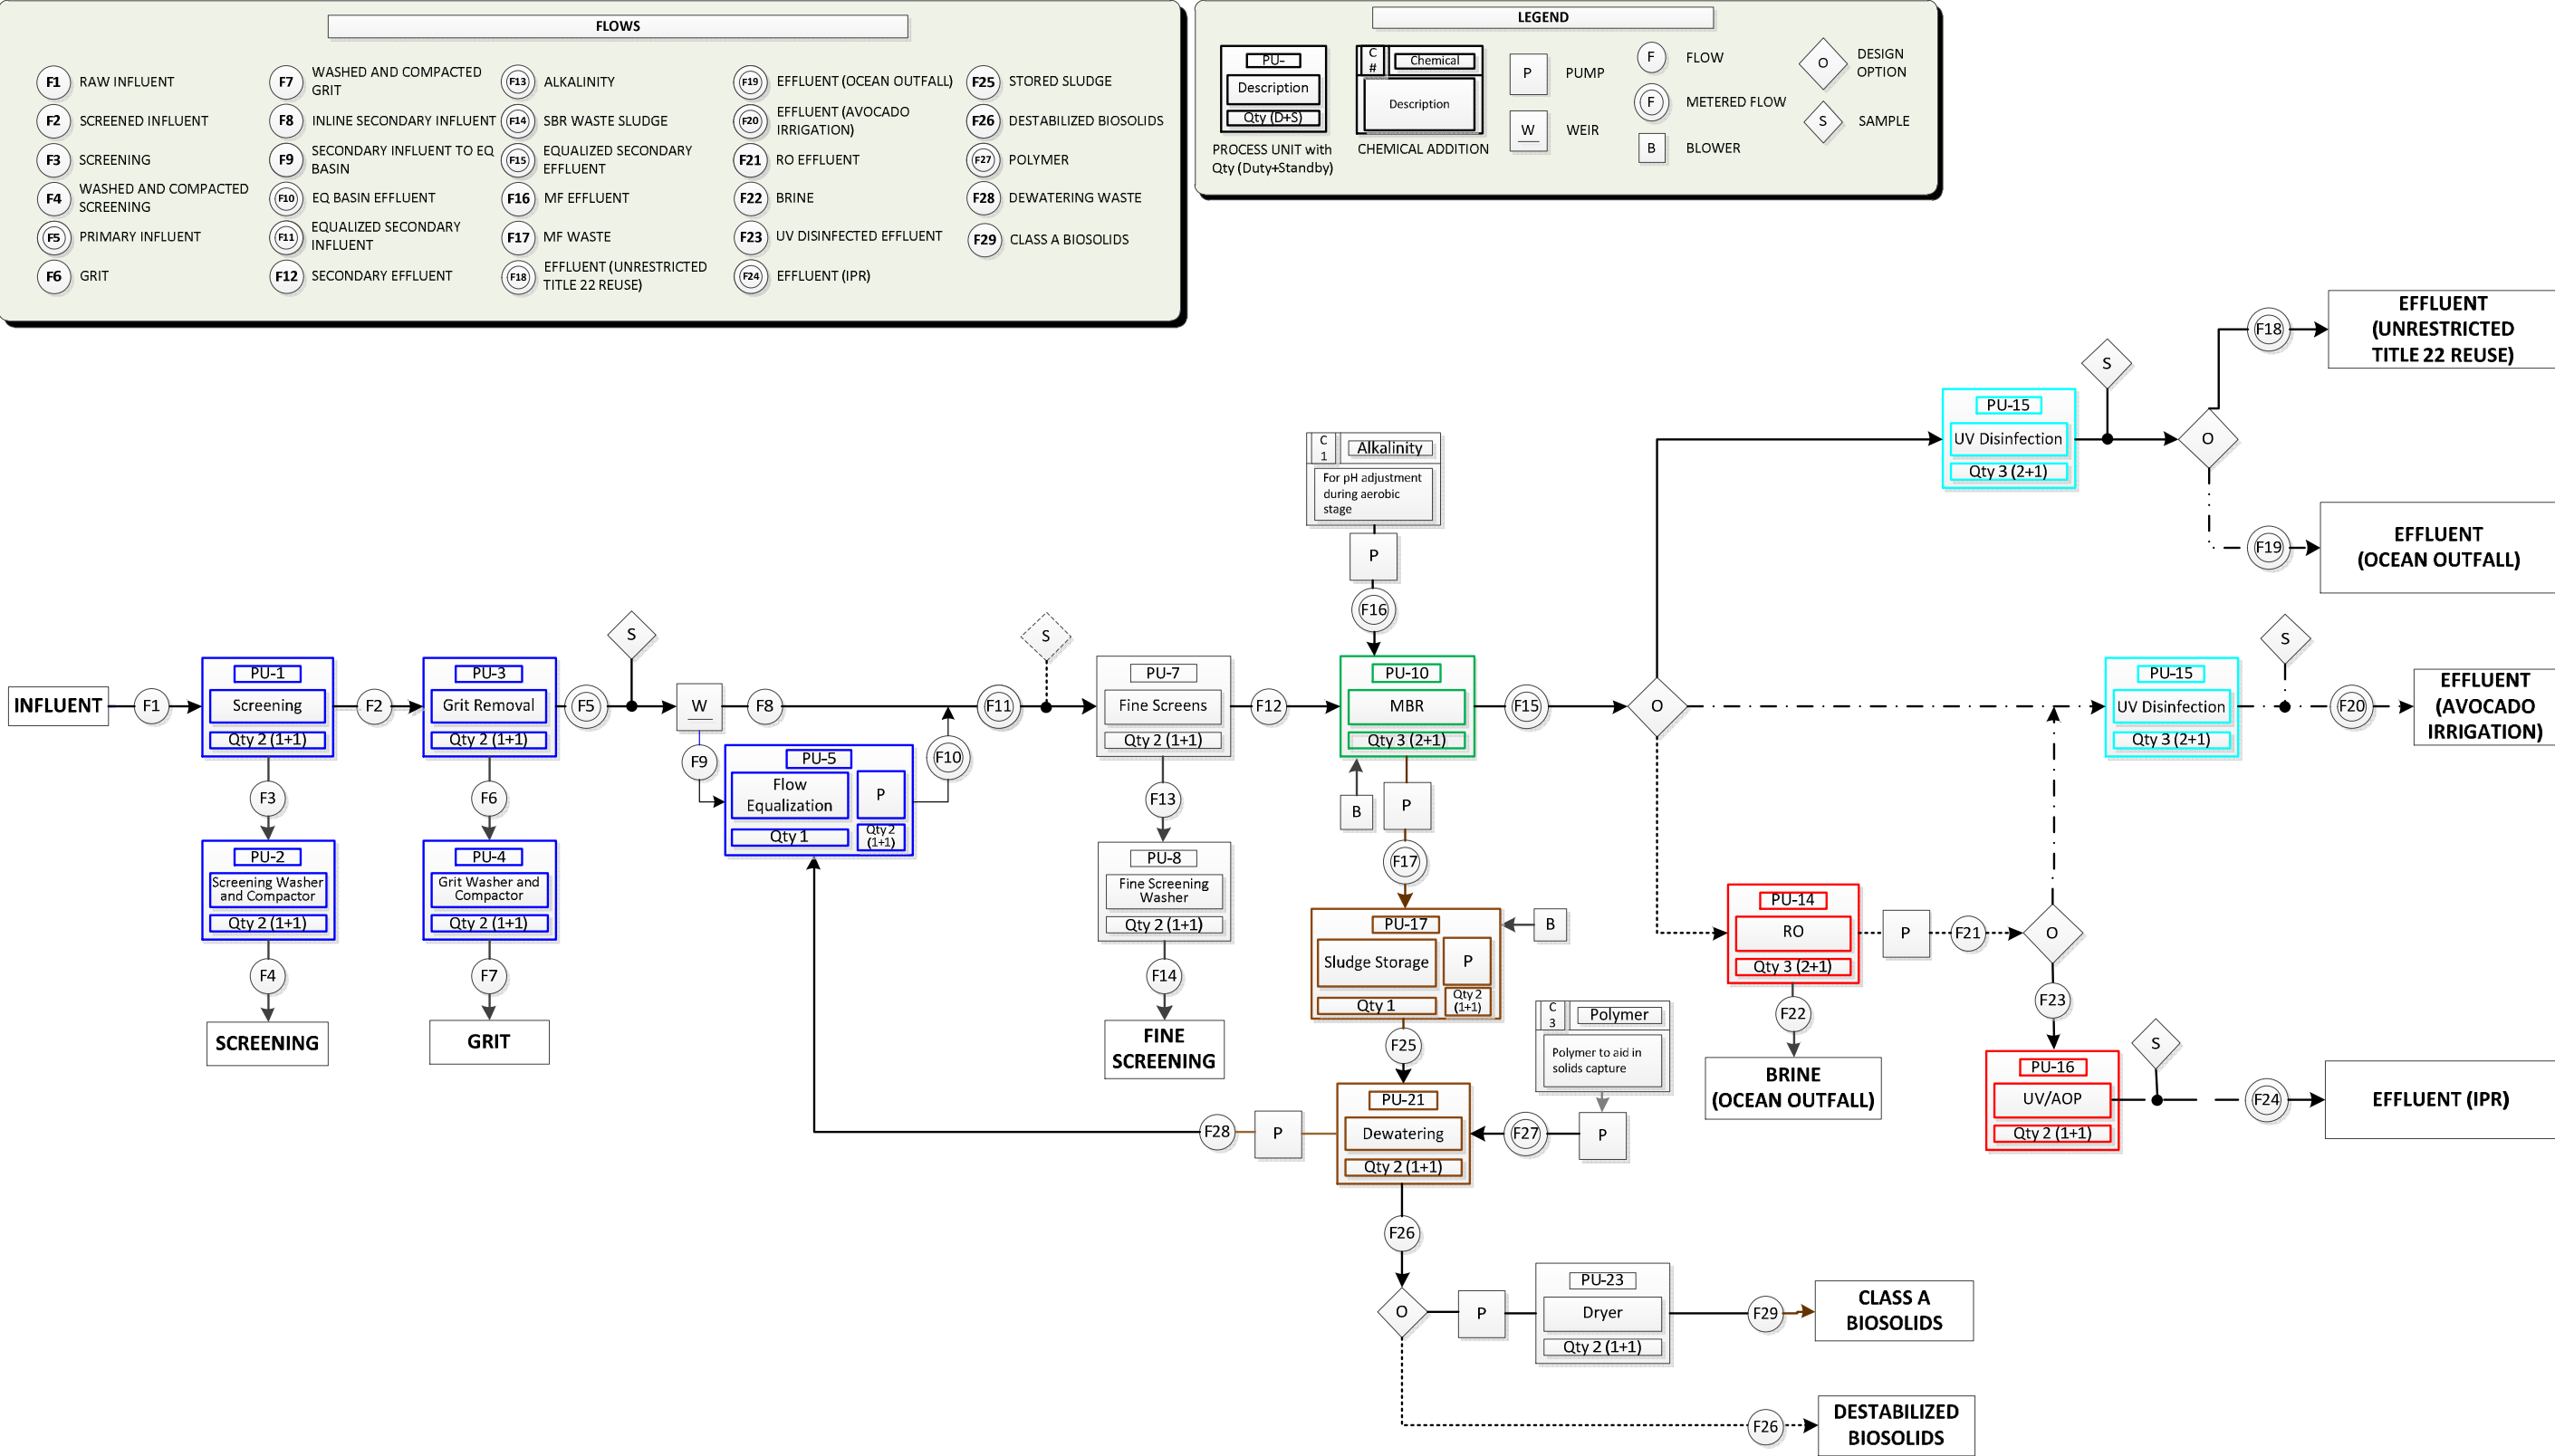 FLOWS
F1 RAW INFLUENT
F2 SCREENED INFLUENT
F3 SCREENING
F4 WASHED AND COMPACTED
SCREENING
F5 PRIMARY INFLUENT
F6 GRIT
F7 WASHED AND COMPACTED
GRIT
F8 INLINE SECONDARY INFLUENT
F9 SECONDARY INFLUENT TO EQ
BASIN
F10 EQ BASIN EFFLUENT
F11 EQUALIZED SECONDARY
INFLUENT
F12 SECONDARY EFFLUENT
F13 ALKALINITY
F14 SBR WASTE SLUDGE
F15 EQUALIZED SECONDARY
EFFLUENT
F16 MF EFFLUENT
F17 MF WASTE
F18 EFFLUENT (UNRESTRICTED
TITLE 22 REUSE)
F19 EFFLUENT (OCEAN OUTFALL)
F20 EFFLUENT (AVOCADO
IRRIGATION)
F21 RO EFFLUENT
F22 BRINE
F23 UV DISINFECTED EFFLUENT
F24 EFFLUENT (IPR)
F25 STORED SLUDGE
F26 DESTABILIZED BIOSOLIDS
F27 POLYMER
F28 DEWATERING WASTE
F29 CLASS A BIOSOLIDS
LEGEND
PU-
Description
Qty (D+S)
PROCESS UNIT with
Qty (Duty+Standby)
C
#
Chemical
Description
CHEMICAL ADDITION
P PUMP
W WEIR
F FLOW
F METERED FLOW
B BLOWER
O DESIGN
OPTION
S SAMPLE
INFLUENT
F1
PU-1
Screening
Qty 2 (1+1)
F2
PU-3
Grit Removal
Qty 2 (1+1)
F5
S
W
F8
F9
PU-5
Flow
Equalization
P
Qty 1
Qty 2
(1+1)
F10
F11
S
PU-7
Fine Screens
Qty 2 (1+1)
F12
C
1
Alkalinity
For pH adjustment
during aerobic
stage
P
F16
PU-10
MBR
Qty 3 (2+1)
F15
O
PU-15
UV Disinfection
Qty 3 (2+1)
S
O
F18
EFFLUENT
(UNRESTRICTED
TITLE 22 REUSE)
F19
EFFLUENT
(OCEAN OUTFALL)
PU-15
UV Disinfection
Qty 3 (2+1)
S
F20
EFFLUENT
(AVOCADO
IRRIGATION)
F3
PU-2
Screening Washer
and Compactor
Qty 2 (1+1)
F4
SCREENING
F6
PU-4
Grit Washer and
Compactor
Qty 2 (1+1)
F7
GRIT
F13
PU-8
Fine Screening
Washer
Qty 2 (1+1)
F14
FINE
SCREENING
B
P
F17
PU-17
Sludge Storage
P
Qty 1
Qty 2
(1+1)
B
F25
C
3
Polymer
Polymer to aid in
solids capture
P
F27
PU-21
Dewatering
Qty 2 (1+1)
P
F28
PU-14
RO
Qty 3 (2+1)
P
F21
O
F22
BRINE
(OCEAN OUTFALL)
F23
PU-16
UV/AOP
Qty 2 (1+1)
S
F24
EFFLUENT (IPR)
F26
O
P
PU-23
Dryer
Qty 2 (1+1)
F29
CLASS A
BIOSOLIDS
F26
DESTABILIZED
BIOSOLIDS